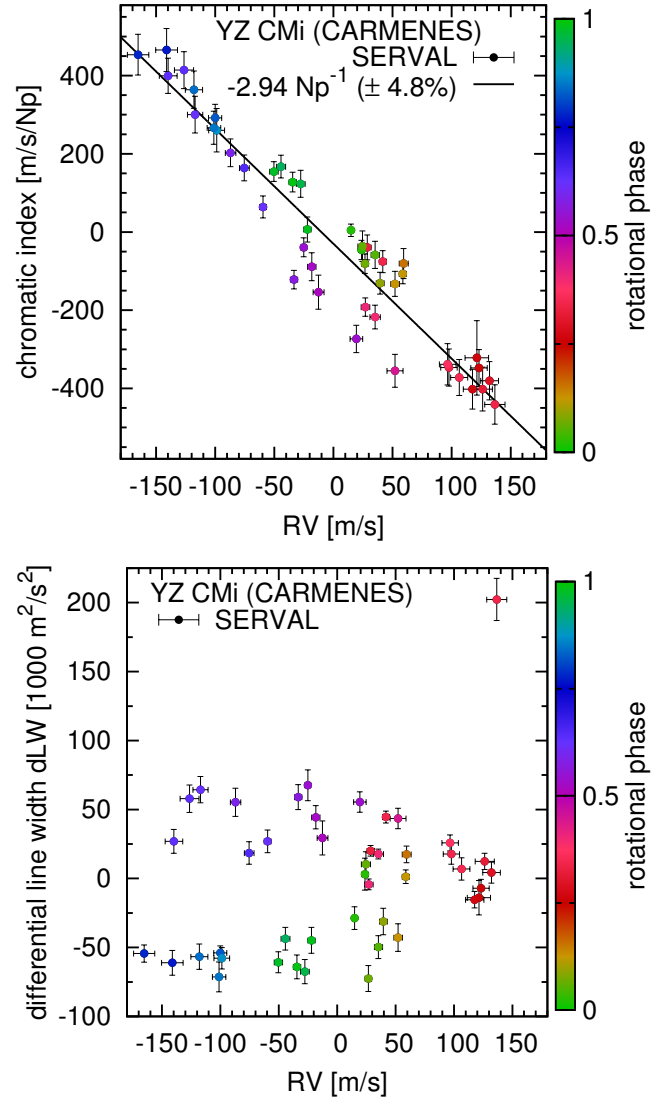 YZ CMi (CARMENES)
SERVAL
-2.94 Np⁻¹ (± 4.8%)
chromatic index [m/s/Np]
400
200
0
-200
-400
-150 -100 -50 0 50 100 150
RV [m/s]
1
0.5
0
rotational phase
YZ CMi (CARMENES)
SERVAL
differential line width dLW [1000 m²/s²]
200
150
100
50
0
-50
-100
-150 -100 -50 0 50 100 150
RV [m/s]
1
0.5
0
rotational phase